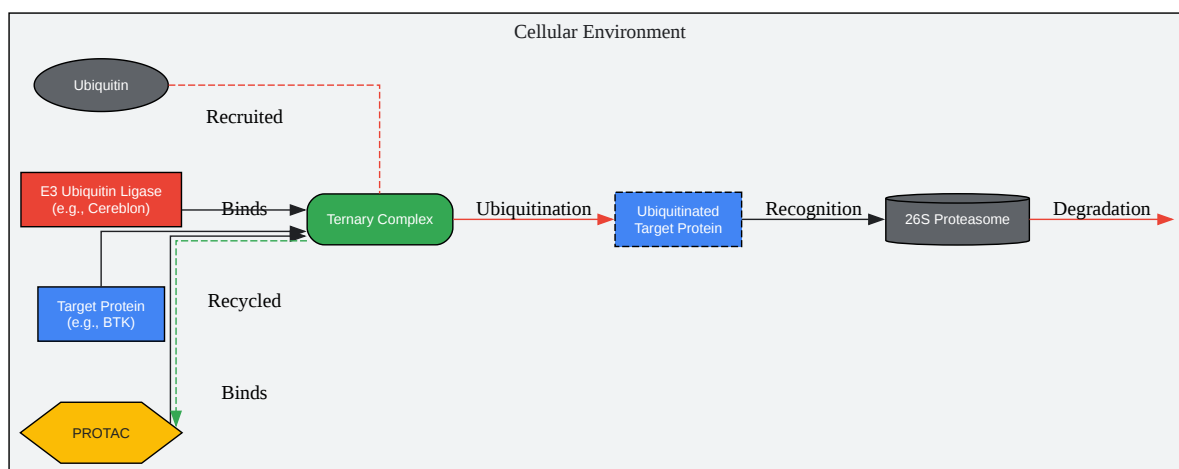 Cellular Environment
Ubiquitin
Recruited
E3 Ubiquitin Ligase
(e.g., Cereblon)
Binds
Ternary Complex
Ubiquitination
Ubiquitinated
Target Protein
Recognition
26S Proteasome
Degradation
Target Protein
(e.g., BTK)
Recycled
Binds
PROTAC